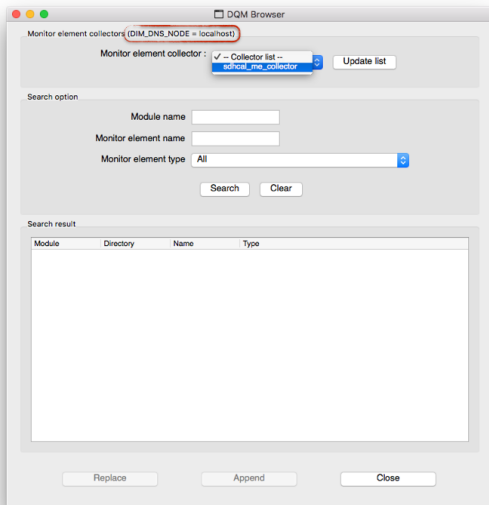 DQM Browser
Monitor element collectors (DIM_DNS_NODE = localhost)
Monitor element collector :
✓ -- Collector list --
sdhcal_me_collector
Update list
Search option
Module name
Monitor element name
Monitor element type All
Search Clear
Search result
Module Directory Name Type
Replace Append Close